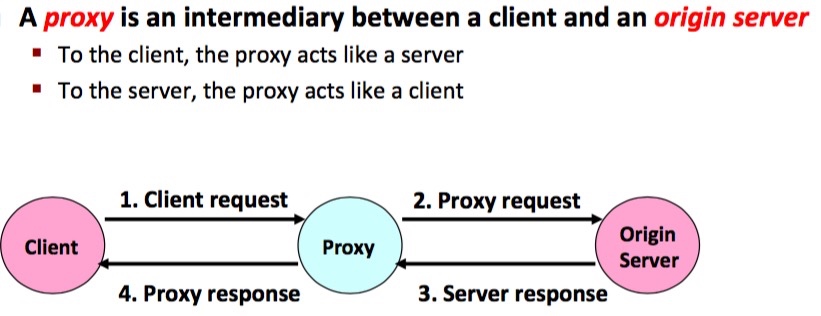 A proxy is an intermediary between a client and an origin server
▪ To the client, the proxy acts like a server
▪ To the server, the proxy acts like a client
1. Client request
2. Proxy request
Client
Proxy
Origin
Server
4. Proxy response
3. Server response